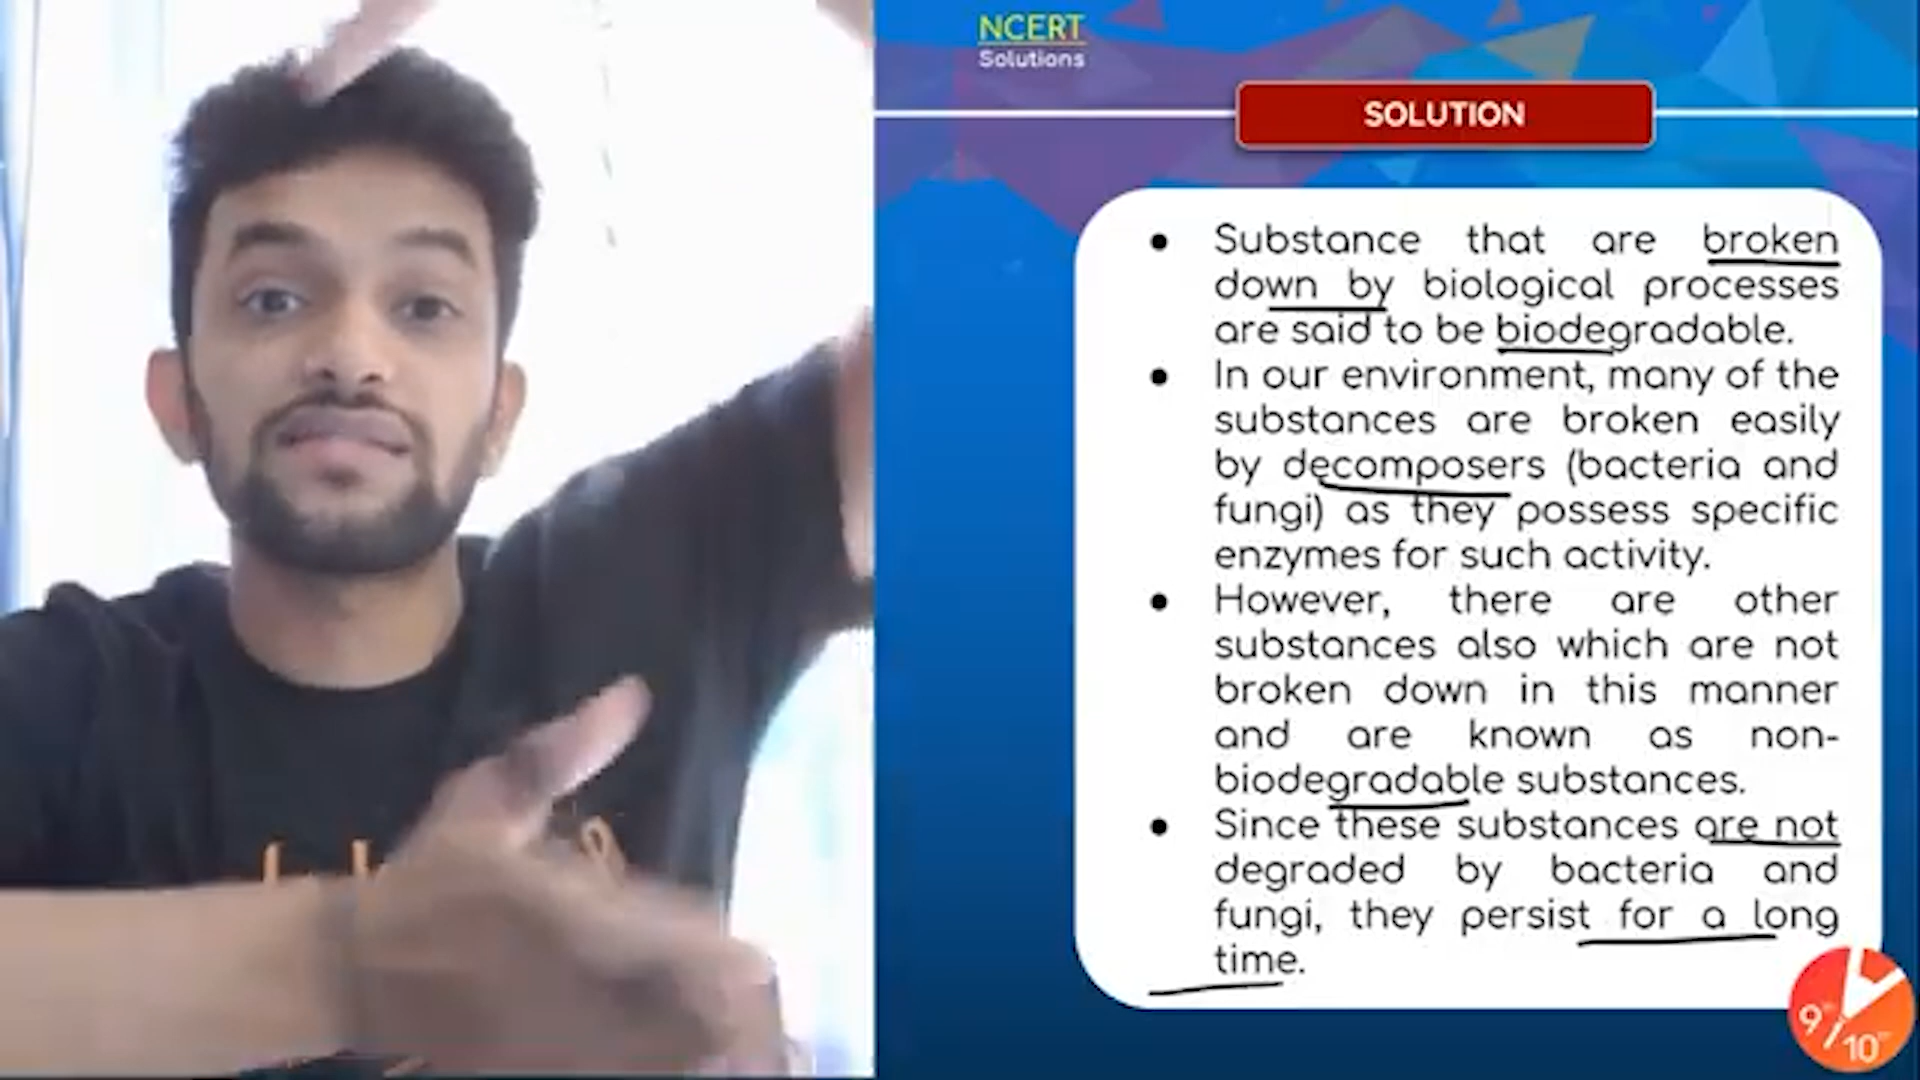 NCERT
Solutions
SOLUTION
● Substance that are broken
down by biological processes
are said to be biodegradable.
● In our environment, many of the
substances are broken easily
by decomposers (bacteria and
fungi) as they possess specific
enzymes for such activity.
● However, there are other
substances also which are not
broken down in this manner
and are known as non-
biodegradable substances.
● Since these substances are not
degraded by bacteria and
fungi, they persist for a long
time.
9th/10th